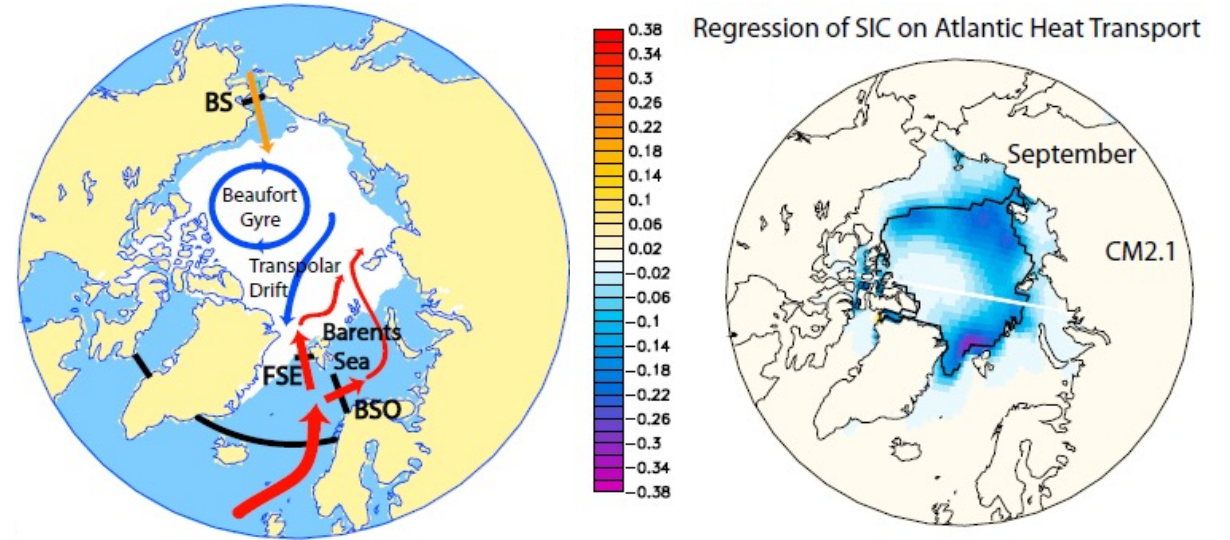 BS
Beaufort
Gyre
Transpolar
Drift
Barents
Sea
FSE
BSO
0.38
0.34
0.3
0.26
0.22
0.18
0.14
0.1
0.06
0.02
−0.02
−0.06
−0.1
−0.14
−0.18
−0.22
−0.26
−0.3
−0.34
−0.38
Regression of SIC on Atlantic Heat Transport
September
CM2.1